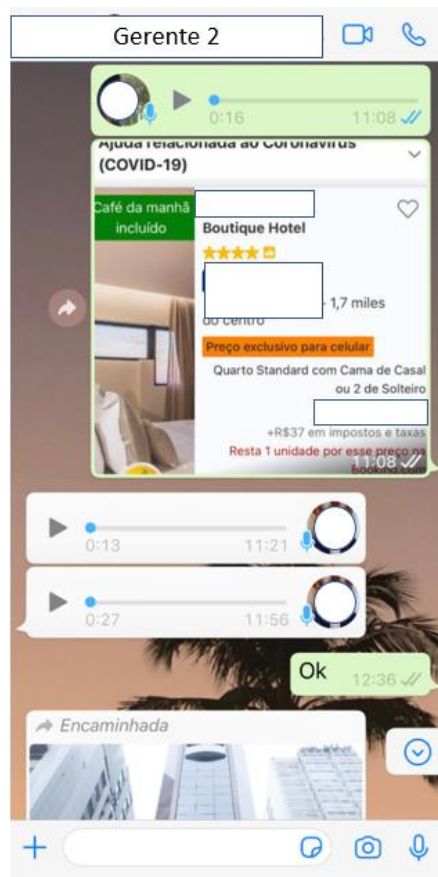 Gerente 2
0:16
11:08
Ajuda relacionada ao Coronavírus
(COVID-19)
Café da manhã
incluído
Boutique Hotel
1,7 miles
do centro
Preço exclusivo para celular
Quarto Standard com Cama de Casal
ou 2 de Solteiro
+R$37 em impostos e taxas
Resta 1 unidade por esse preço na
Booking.com
11:08
0:13
11:21
0:27
11:56
Ok
12:36
Encaminhada